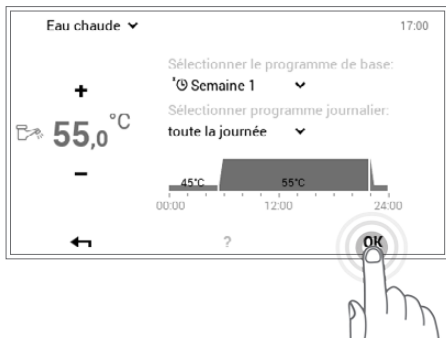 Eau chaude
17:00
Sélectionner le programme de base:
Semaine 1
Sélectionner programme journalier:
toute la journée
+
55,0°C
−
45°C 55°C
00:00 12:00 24:00
? OK